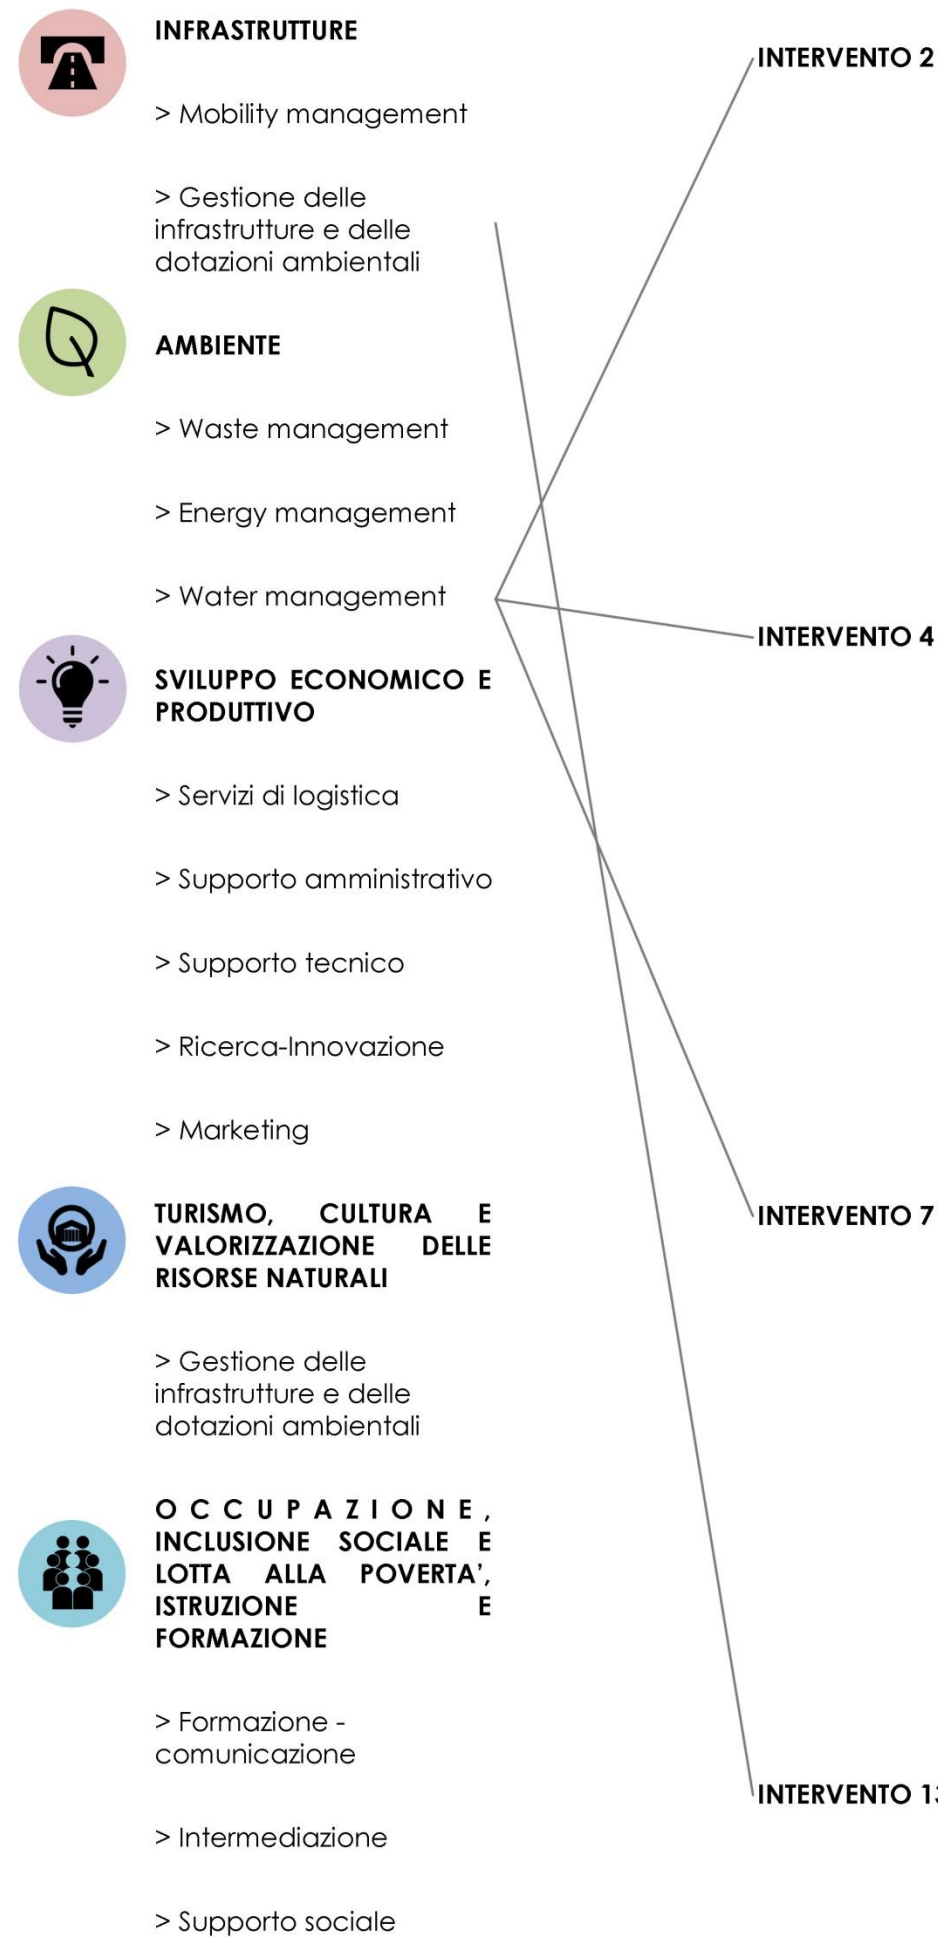 INFRASTRUTTURE
> Mobility management
> Gestione delle
infrastrutture e delle
dotazioni ambientali
AMBIENTE
> Waste management
> Energy management
> Water management
SVILUPPO ECONOMICO E
PRODUTTIVO
> Servizi di logistica
> Supporto amministrativo
> Supporto tecnico
> Ricerca-Innovazione
> Marketing
TURISMO, CULTURA E
VALORIZZAZIONE DELLE
RISORSE NATURALI
> Gestione delle
infrastrutture e delle
dotazioni ambientali
OCCUPAZIONE,
INCLUSIONE SOCIALE E
LOTTA ALLA POVERTA’,
ISTRUZIONE E
FORMAZIONE
> Formazione -
comunicazione
> Intermediazione
> Supporto sociale
INTERVENTO 2
INTERVENTO 4
INTERVENTO 7
INTERVENTO 13